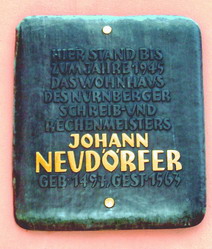 HIER STAND BIS
ZUM JAHRE 1945
DAS WOHNHAUS
DES NÜRNBERGER
SCHREIB-UND
RECHENMEISTERS
JOHANN
NEUDÖRFER
GEB·1497, GEST·1563